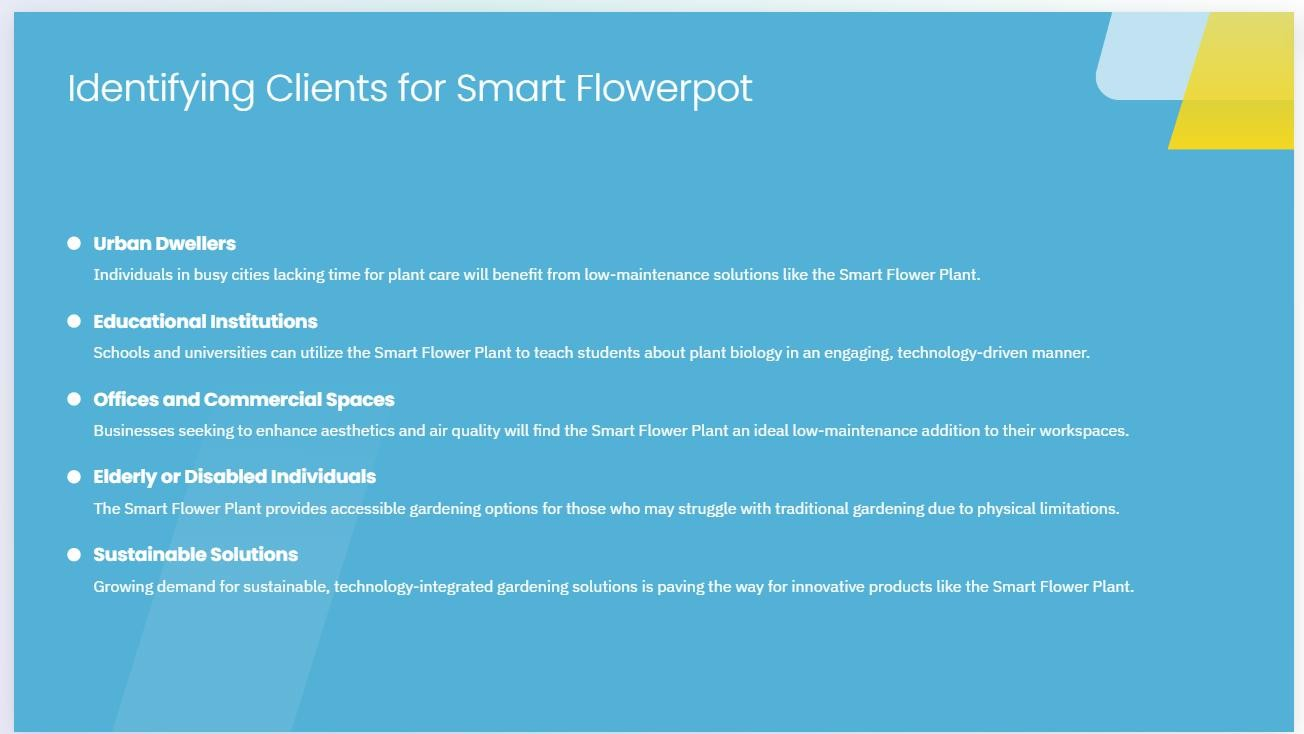 Identifying Clients for Smart Flowerpot
Urban Dwellers
Individuals in busy cities lacking time for plant care will benefit from low-maintenance solutions like the Smart Flower Plant.
Educational Institutions
Schools and universities can utilize the Smart Flower Plant to teach students about plant biology in an engaging, technology-driven manner.
Offices and Commercial Spaces
Businesses seeking to enhance aesthetics and air quality will find the Smart Flower Plant an ideal low-maintenance addition to their workspaces.
Elderly or Disabled Individuals
The Smart Flower Plant provides accessible gardening options for those who may struggle with traditional gardening due to physical limitations.
Sustainable Solutions
Growing demand for sustainable, technology-integrated gardening solutions is paving the way for innovative products like the Smart Flower Plant.